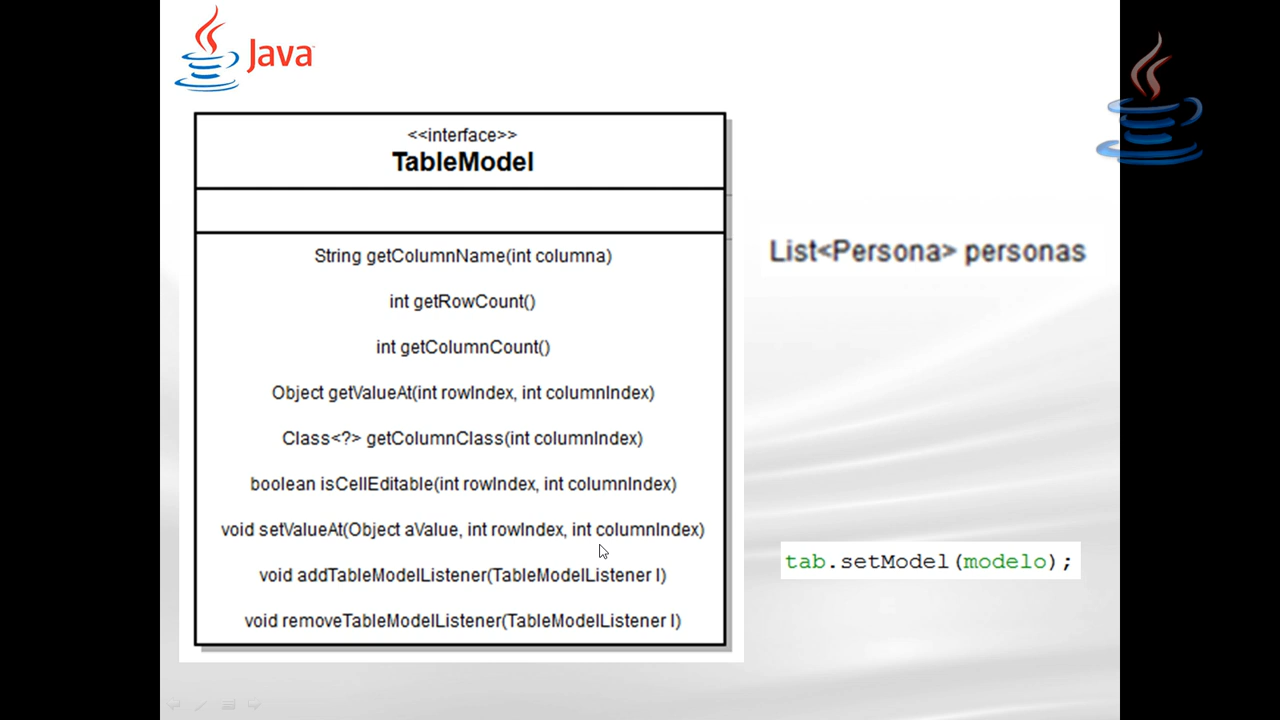 Java
<<interface>>
TableModel
String getColumnName(int columna)
int getRowCount()
int getColumnCount()
Object getValueAt(int rowIndex, int columnIndex)
Class<?> getColumnClass(int columnIndex)
boolean isCellEditable(int rowIndex, int columnIndex)
void setValueAt(Object aValue, int rowIndex, int columnIndex)
void addTableModelListener(TableModelListener l)
void removeTableModelListener(TableModelListener l)
List<Persona> personas
tab.setModel(modelo);